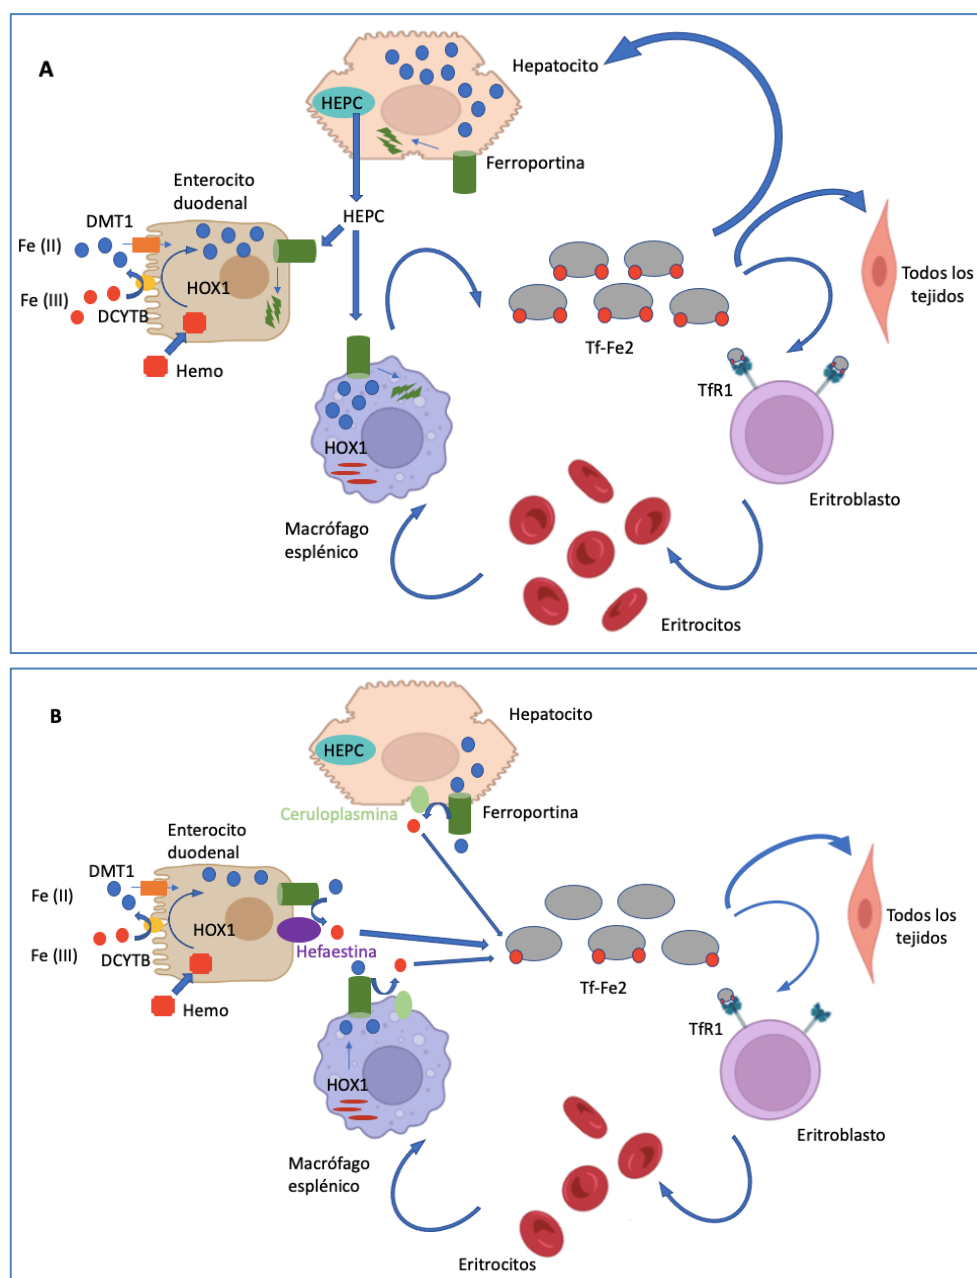 A
Hepatocito
HEPC
Ferroportina
Enterocito
duodenal
HEPC
DMT1
Fe (II)
HOX1
Fe (III)
DCYTB
Hemo
Todos los
tejidos
Tf-Fe2
TfR1
HOX1
Eritroblasto
Macrófago
esplénico
Eritrocitos
B
Hepatocito
HEPC
Ceruloplasmina
Ferroportina
Enterocito
duodenal
DMT1
Fe (II)
HOX1
Fe (III)
DCYTB
Hefaestina
Hemo
Todos los
tejidos
Tf-Fe2
TfR1
HOX1
Eritroblasto
Macrófago
esplénico
Eritrocitos